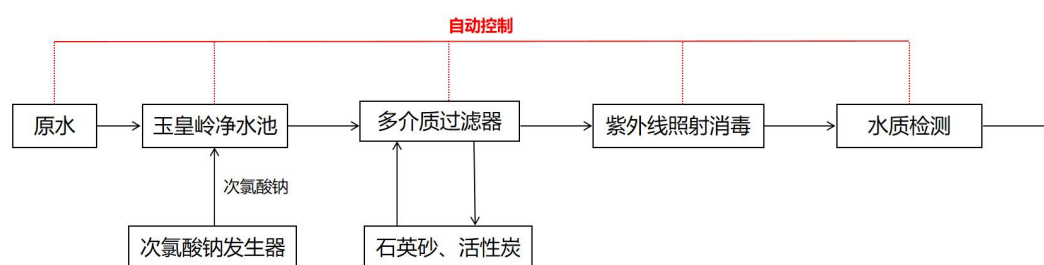 自动控制
原水
玉皇岭净水池
多介质过滤器
紫外线照射消毒
水质检测
次氯酸钠
次氯酸钠发生器
石英砂、活性炭